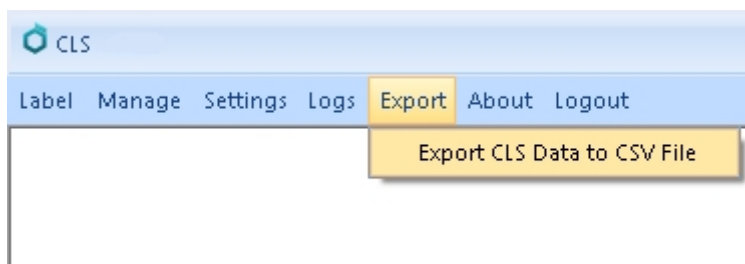 CLS
Label Manage Settings Logs Export About Logout
Export CLS Data to CSV File